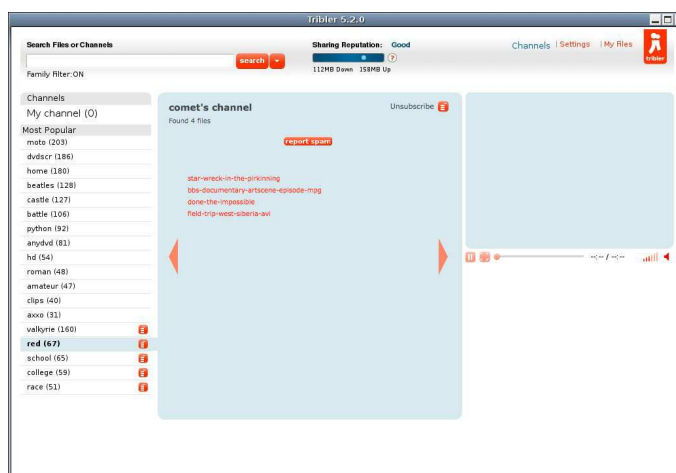 Tribler 5.2.0
Search Files or Channels
search
Family Filter:ON
Sharing Reputation: Good
?
112MB Down 158MB Up
Channels | Settings | My Files
tribler
Channels
My channel (0)
Most Popular
moto (203)
dvdscr (186)
home (180)
beatles (128)
castle (127)
battle (106)
python (92)
anydvd (81)
hd (54)
roman (48)
amateur (47)
clips (40)
axxo (31)
valkyrie (160)
red (67)
school (65)
college (59)
race (51)
comet's channel
Unsubscribe
Found 4 files
report spam
star-wreck-in-the-pirkinning
bbs-documentary-artscene-episode-mpg
done-the-impossible
field-trip-west-siberia-avi
--:-- / --:--